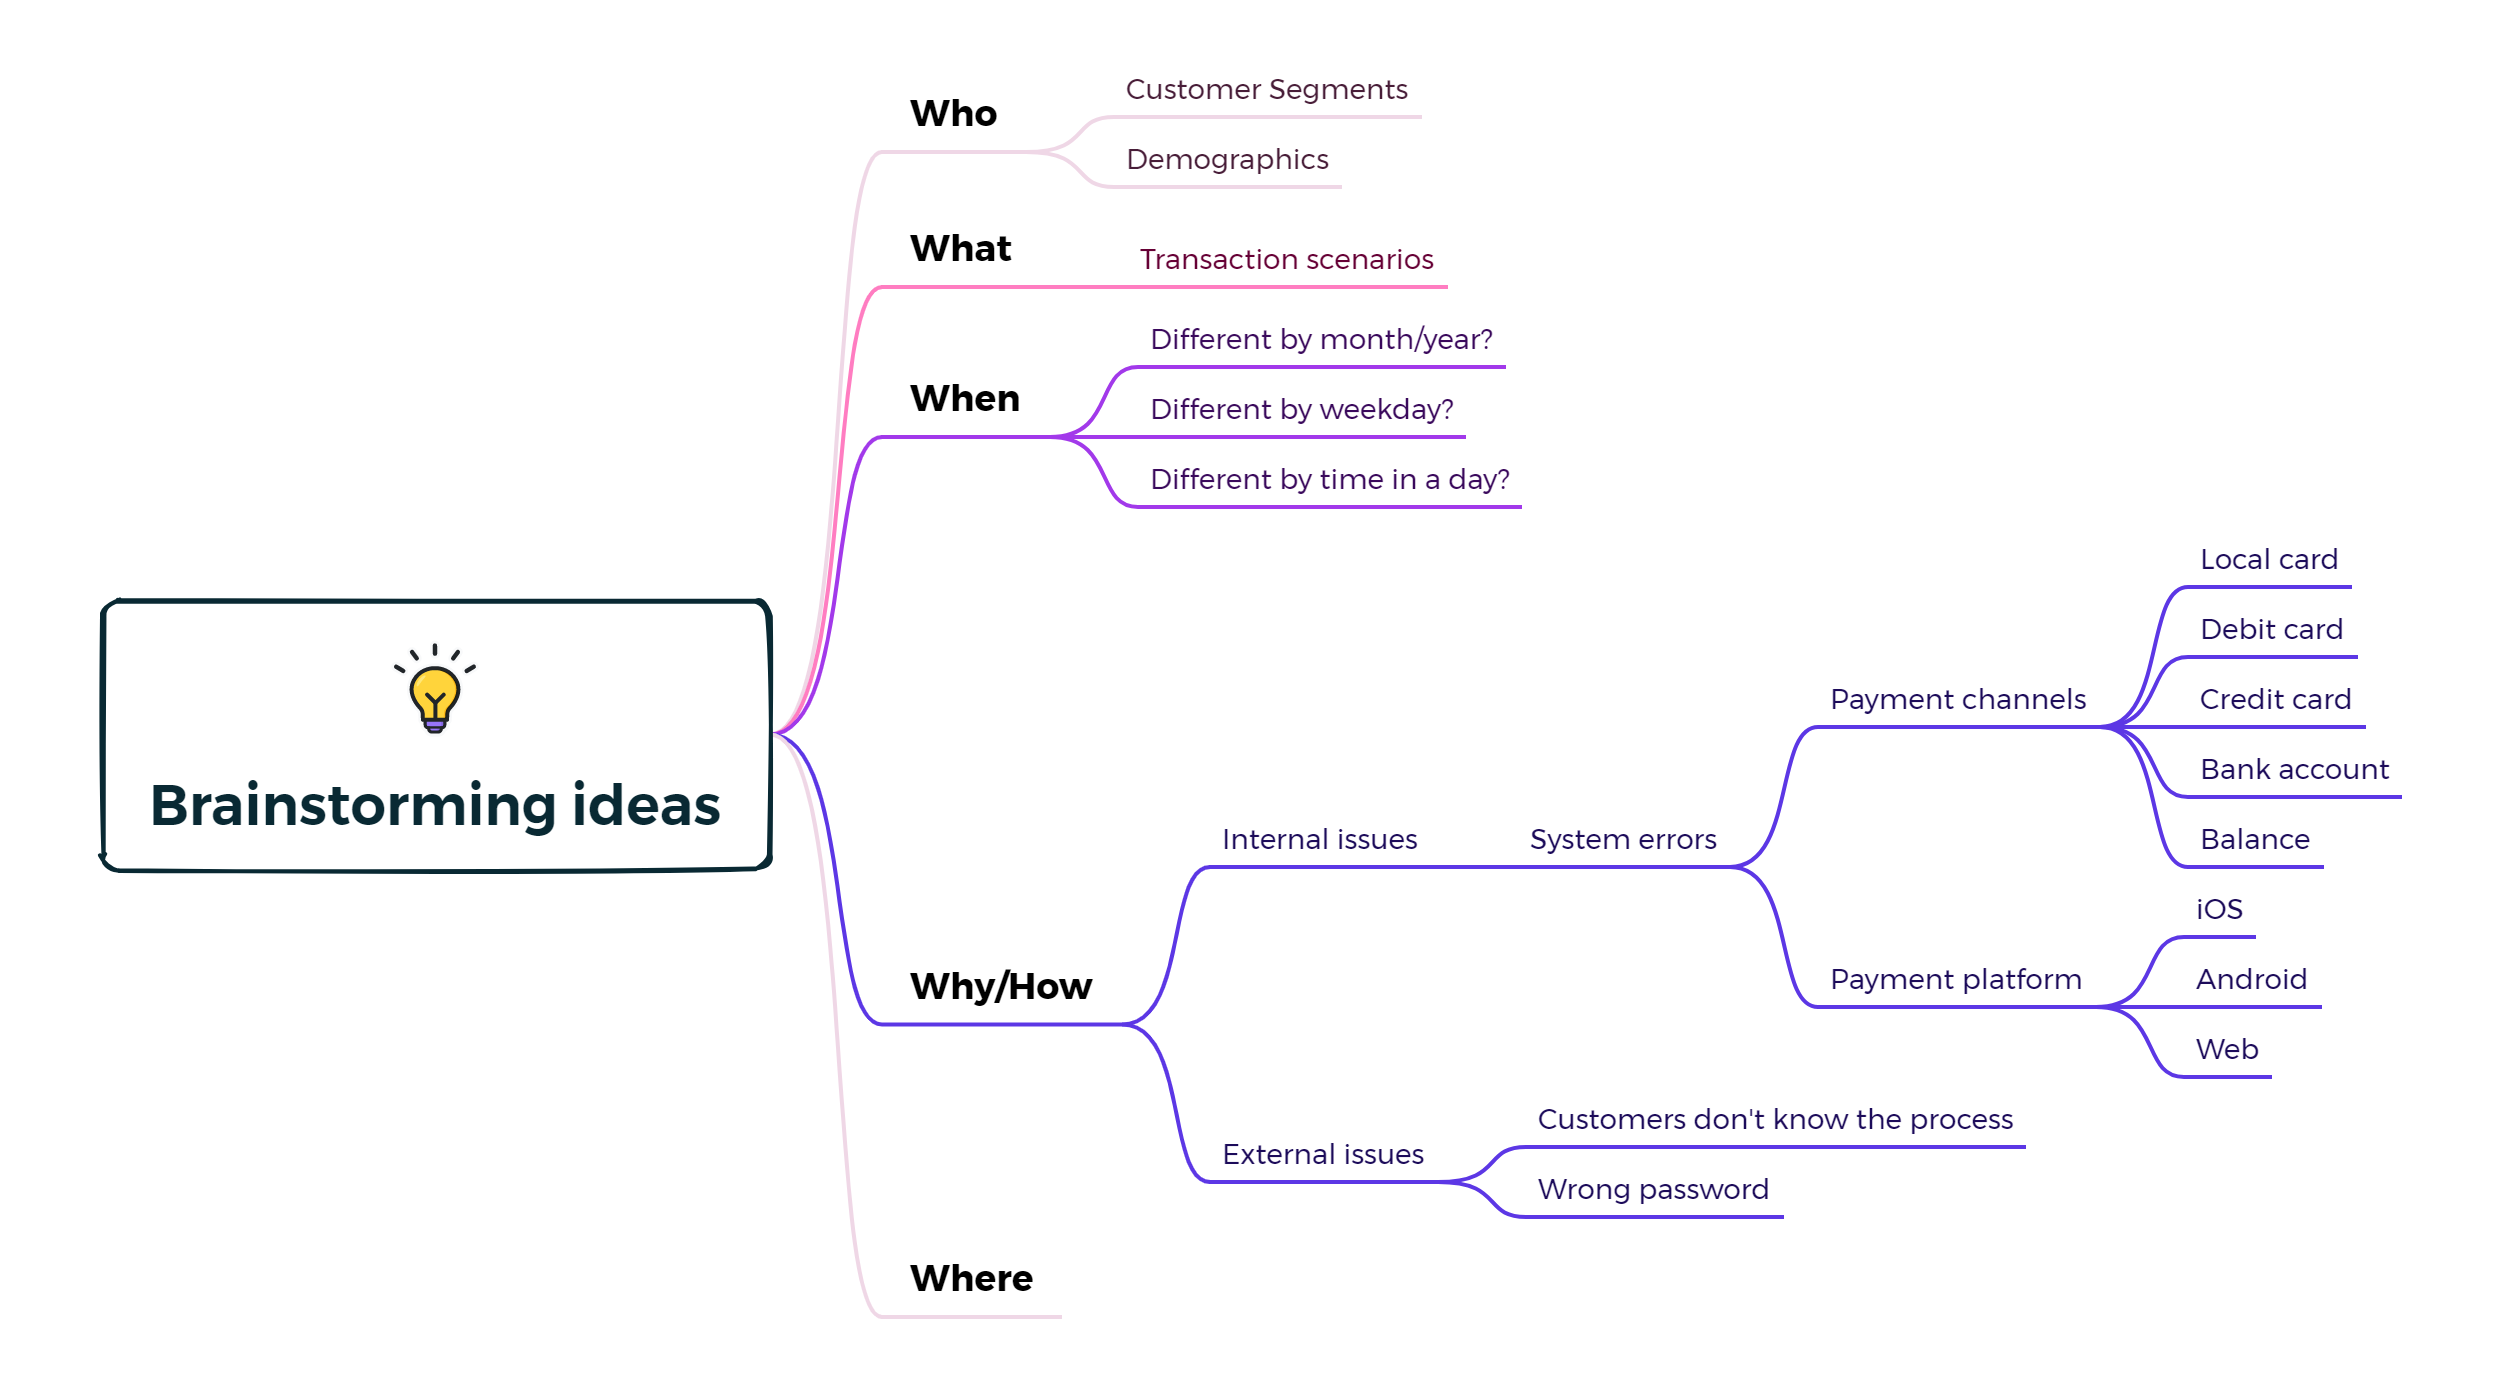 Brainstorming ideas
Who
Customer Segments
Demographics
What
Transaction scenarios
When
Different by month/year?
Different by weekday?
Different by time in a day?
Why/How
Internal issues
System errors
Payment channels
Local card
Debit card
Credit card
Bank account
Balance
Payment platform
iOS
Android
Web
External issues
Customers don't know the process
Wrong password
Where